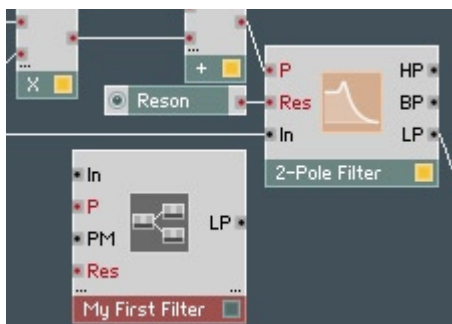 ...
X
...
+
Reson
P
Res
In
HP
BP
LP
2-Pole Filter
In
P
PM
Res
...
LP
...
My First Filter